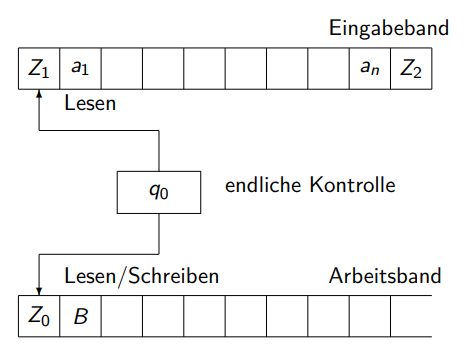 Eingabeband
Z₁ a₁ aₙ Z₂
Lesen
q₀ endliche Kontrolle
Lesen/Schreiben Arbeitsband
Z₀ B